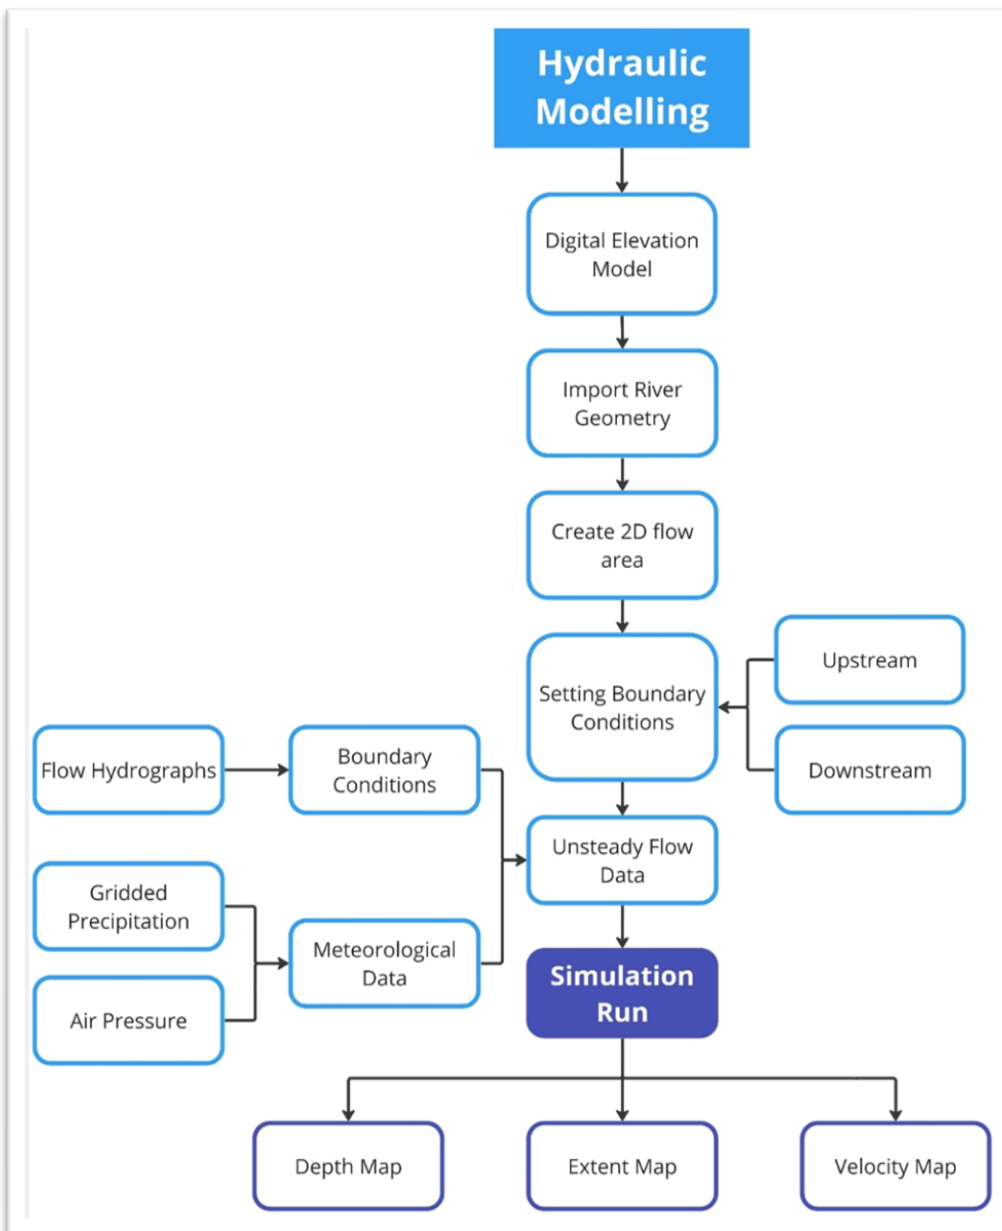 Hydraulic
Modelling
Digital Elevation
Model
Import River
Geometry
Create 2D flow
area
Setting Boundary
Conditions
Upstream
Downstream
Flow Hydrographs
Boundary
Conditions
Unsteady Flow
Data
Gridded
Precipitation
Meteorological
Data
Air Pressure
Simulation
Run
Depth Map
Extent Map
Velocity Map